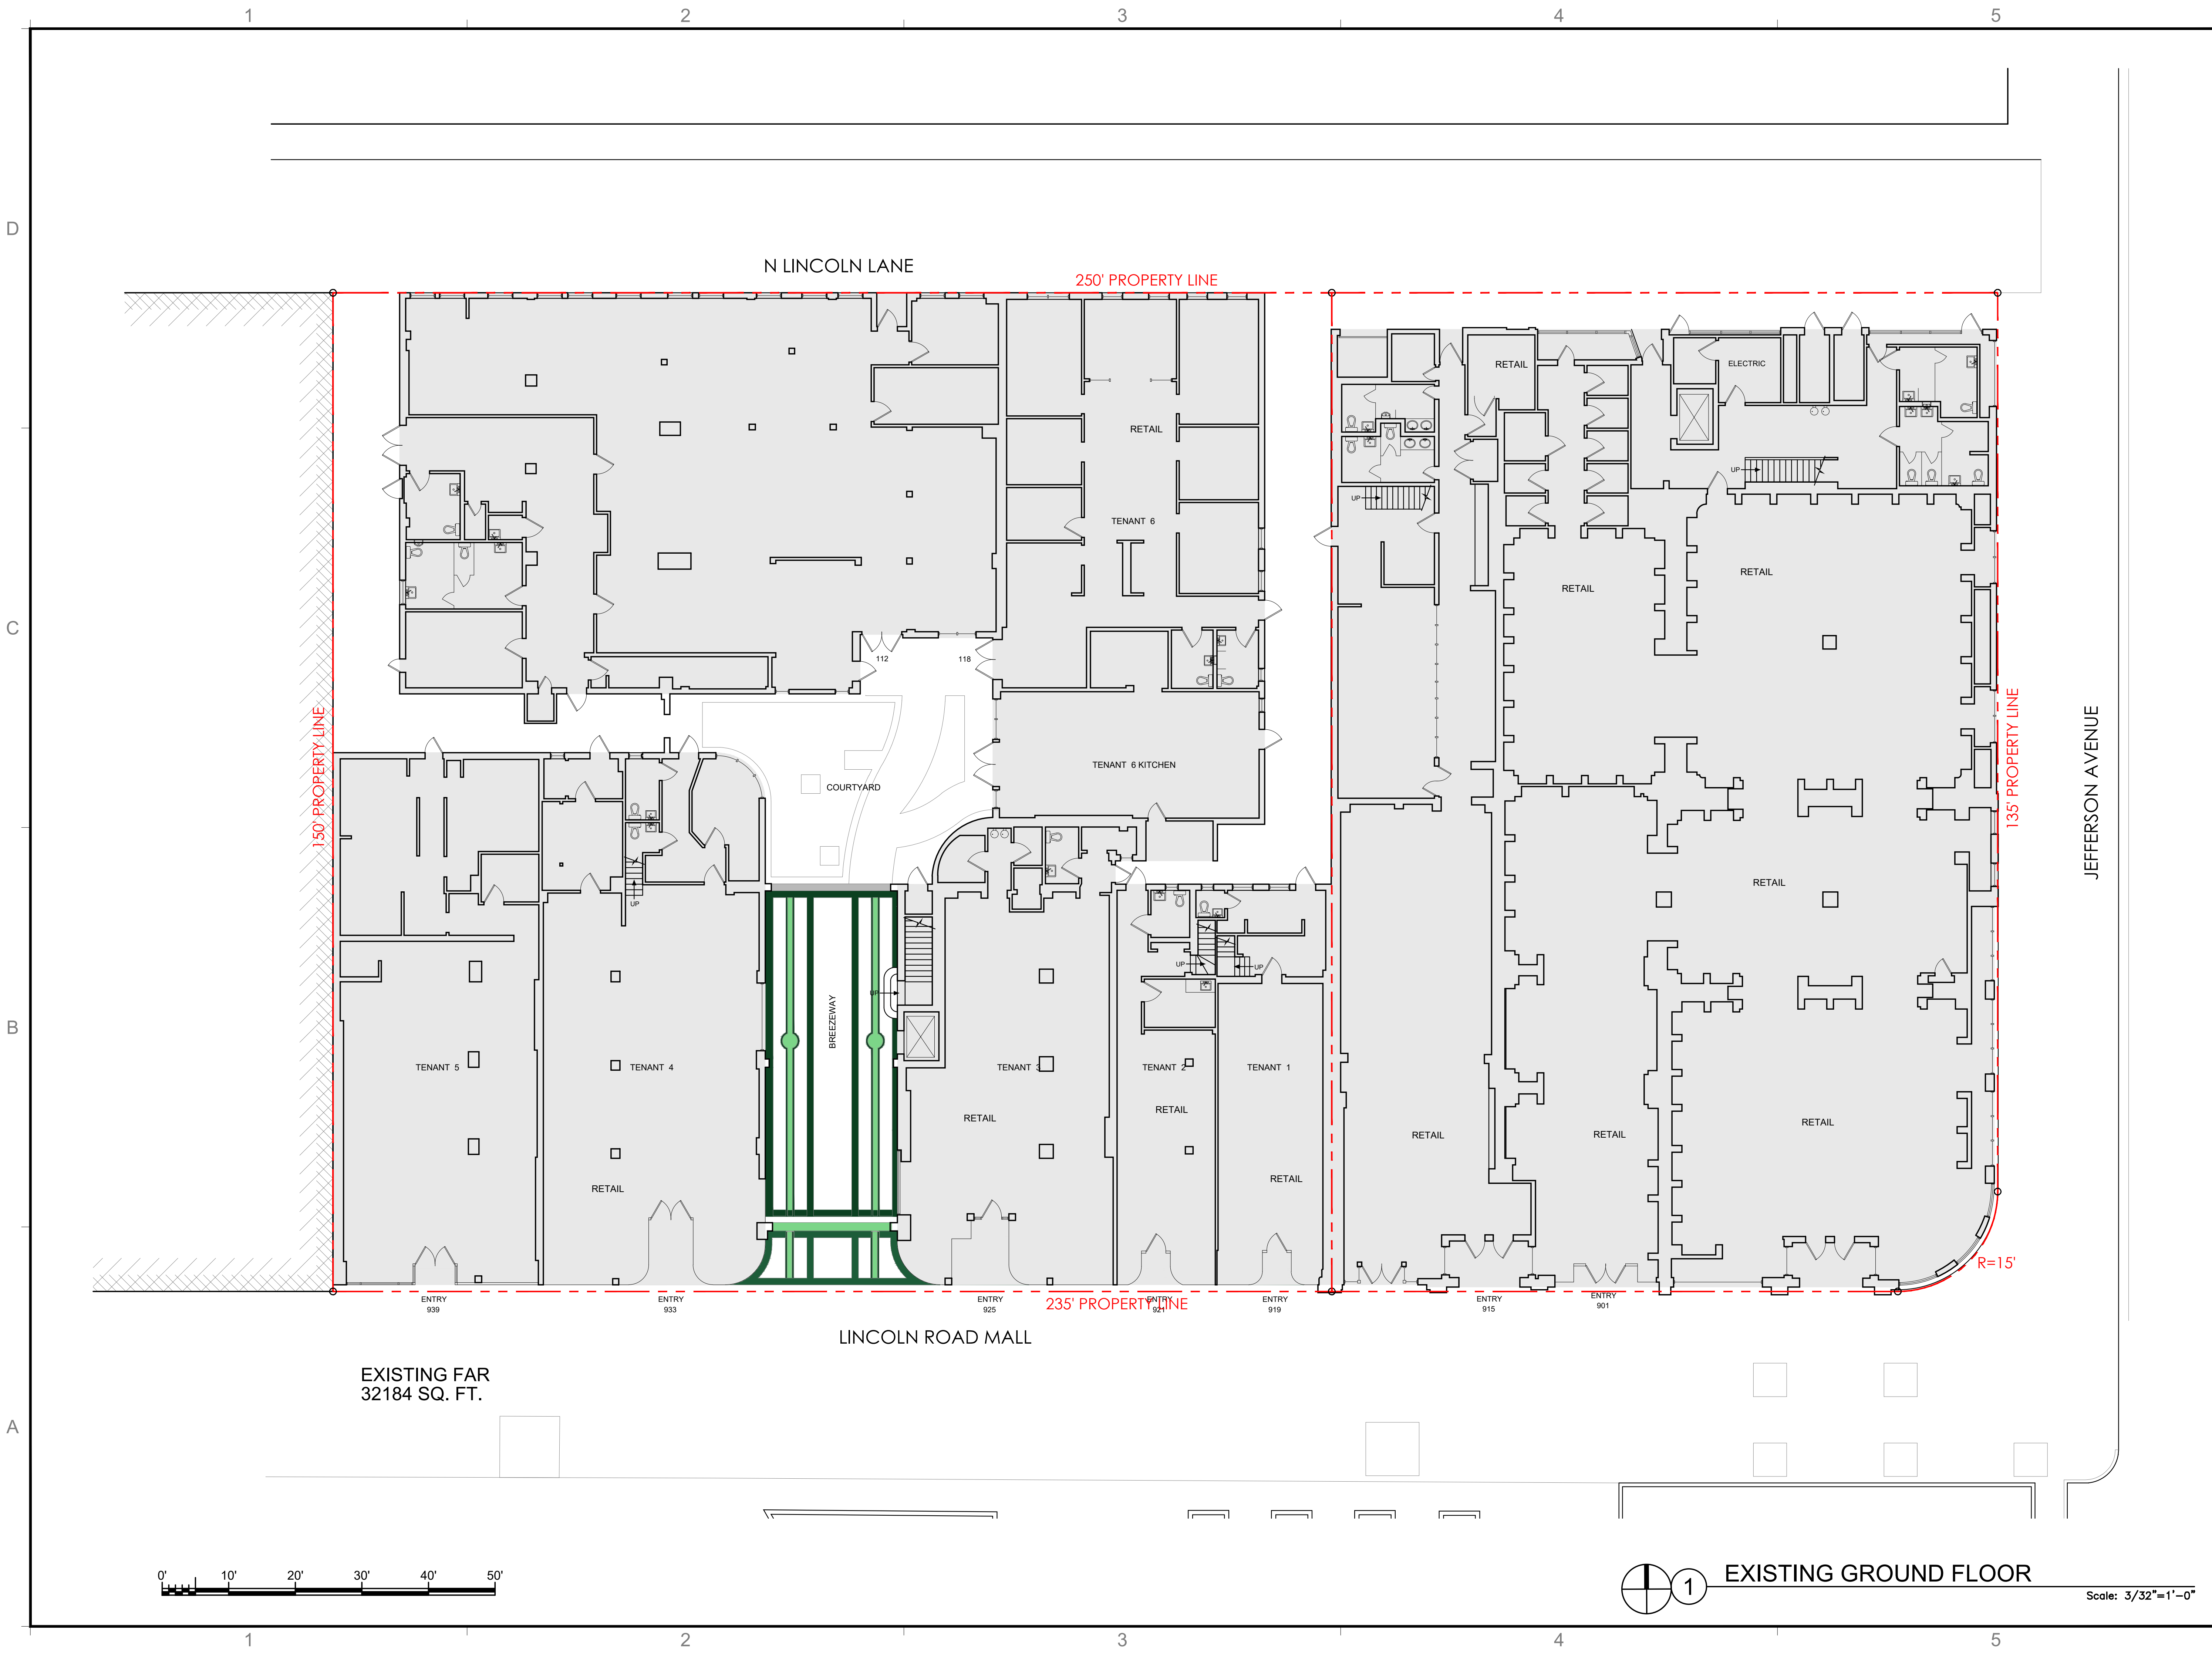 1 2 3 4 5
D
C
B
A
N LINCOLN LANE
250' PROPERTY LINE
RETAIL
ELECTRIC
RETAIL
UP
UP
TENANT 6
RETAIL
RETAIL
112
118
150' PROPERTY LINE
135' PROPERTY LINE
JEFFERSON AVENUE
TENANT 6 KITCHEN
COURTYARD
RETAIL
UP
UP
UP
UP
BREEZEWAY
TENANT 5
TENANT 4
TENANT 3
TENANT 2
TENANT 1
RETAIL
RETAIL
RETAIL
RETAIL
RETAIL
RETAIL
RETAIL
R=15'
ENTRY
939
ENTRY
933
ENTRY
925
235' PROPERTY LINE
ENTRY
921
ENTRY
919
ENTRY
915
ENTRY
901
LINCOLN ROAD MALL
EXISTING FAR
32184 SQ. FT.
0' 10' 20' 30' 40' 50'
1
EXISTING GROUND FLOOR
Scale: 3/32"=1'-0"
1 2 3 4 5